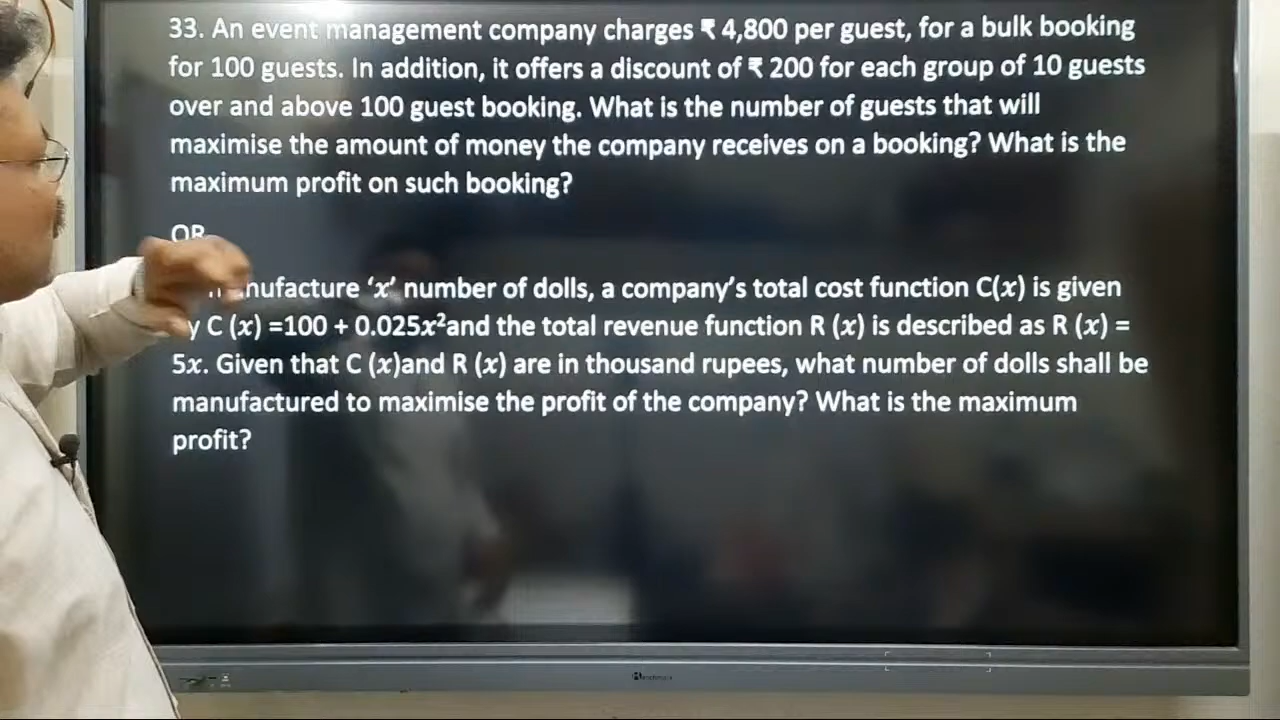 33. An event management company charges ₹ 4,800 per guest, for a bulk booking
for 100 guests. In addition, it offers a discount of ₹ 200 for each group of 10 guests
over and above 100 guest booking. What is the number of guests that will
maximise the amount of money the company receives on a booking? What is the
maximum profit on such booking?
OR
nufacture ‘x’ number of dolls, a company’s total cost function C(x) is given
y C (x) =100 + 0.025x²and the total revenue function R (x) is described as R (x) =
5x. Given that C (x)and R (x) are in thousand rupees, what number of dolls shall be
manufactured to maximise the profit of the company? What is the maximum
profit?